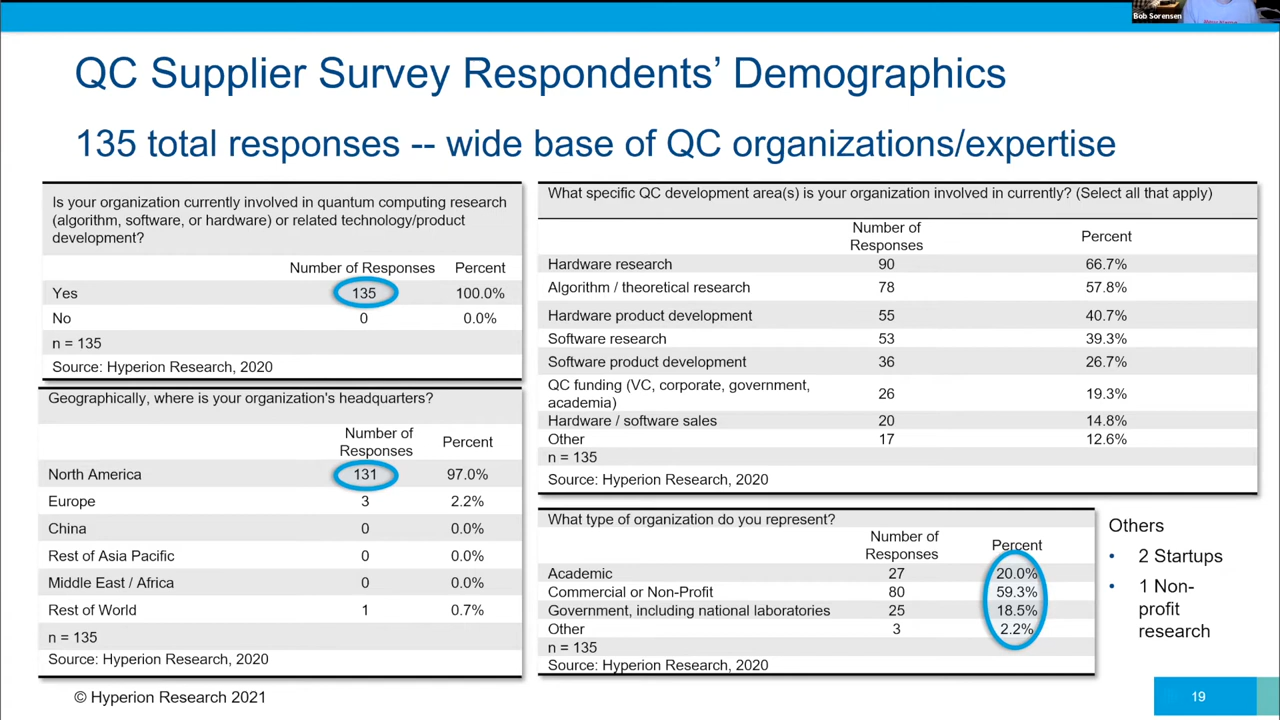 Bob Sorensen
QC Supplier Survey Respondents' Demographics
135 total responses -- wide base of QC organizations/expertise
Is your organization currently involved in quantum computing research
(algorithm, software, or hardware) or related technology/product
development?
Number of Responses Percent
Yes 135 100.0%
No 0 0.0%
n = 135
Source: Hyperion Research, 2020
Geographically, where is your organization's headquarters?
Number of
Responses Percent
North America 131 97.0%
Europe 3 2.2%
China 0 0.0%
Rest of Asia Pacific 0 0.0%
Middle East / Africa 0 0.0%
Rest of World 1 0.7%
n = 135
Source: Hyperion Research, 2020
What specific QC development area(s) is your organization involved in currently? (Select all that apply)
Number of
Responses Percent
Hardware research 90 66.7%
Algorithm / theoretical research 78 57.8%
Hardware product development 55 40.7%
Software research 53 39.3%
Software product development 36 26.7%
QC funding (VC, corporate, government,
academia) 26 19.3%
Hardware / software sales 20 14.8%
Other 17 12.6%
n = 135
Source: Hyperion Research, 2020
What type of organization do you represent?
Number of
Responses Percent
Academic 27 20.0%
Commercial or Non-Profit 80 59.3%
Government, including national laboratories 25 18.5%
Other 3 2.2%
n = 135
Source: Hyperion Research, 2020
Others
• 2 Startups
• 1 Non-
profit
research
© Hyperion Research 2021
19